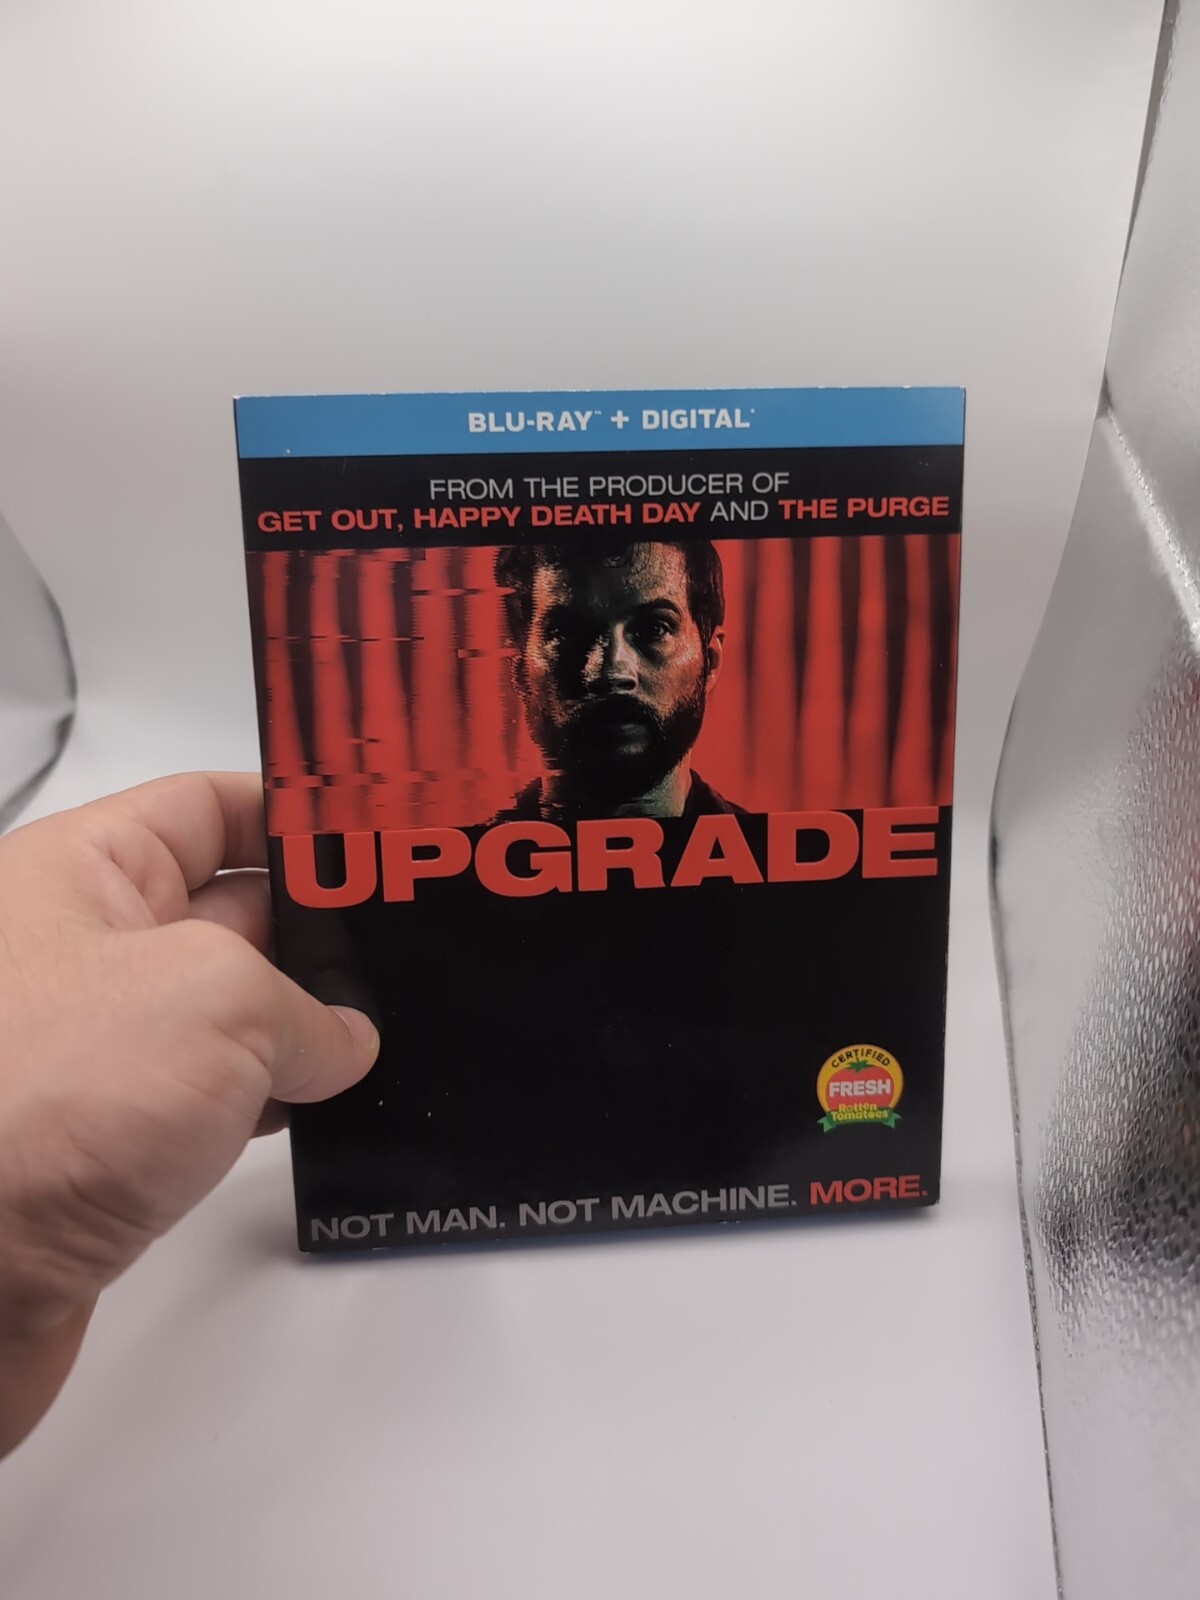 BLU-RAY™ + DIGITAL*
FROM THE PRODUCER OF
GET OUT, HAPPY DEATH DAY AND THE PURGE
UPGRADE
CERTIFIED
FRESH
Rotten
Tomatoes
NOT MAN. NOT MACHINE. MORE.